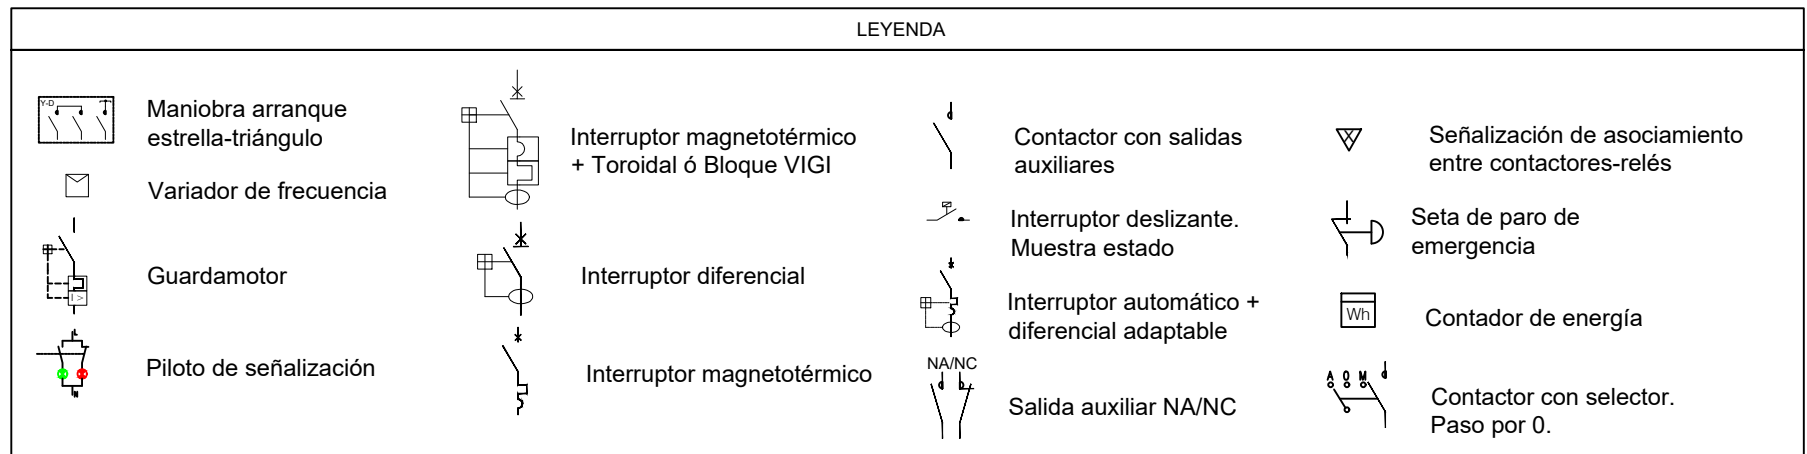 LEYENDA
Y-D
Maniobra arranque
estrella-triángulo
Variador de frecuencia
I >
Guardamotor
L
N
Piloto de señalización
Interruptor magnetotérmico
+ Toroidal ó Bloque VIGI
Interruptor diferencial
Interruptor magnetotérmico
Contactor con salidas
auxiliares
Interruptor deslizante.
Muestra estado
Interruptor automático +
diferencial adaptable
NA/NC
Salida auxiliar NA/NC
Señalización de asociamiento
entre contactores-relés
Seta de paro de
emergencia
Wh
Contador de energía
A O M
Contactor con selector.
Paso por 0.